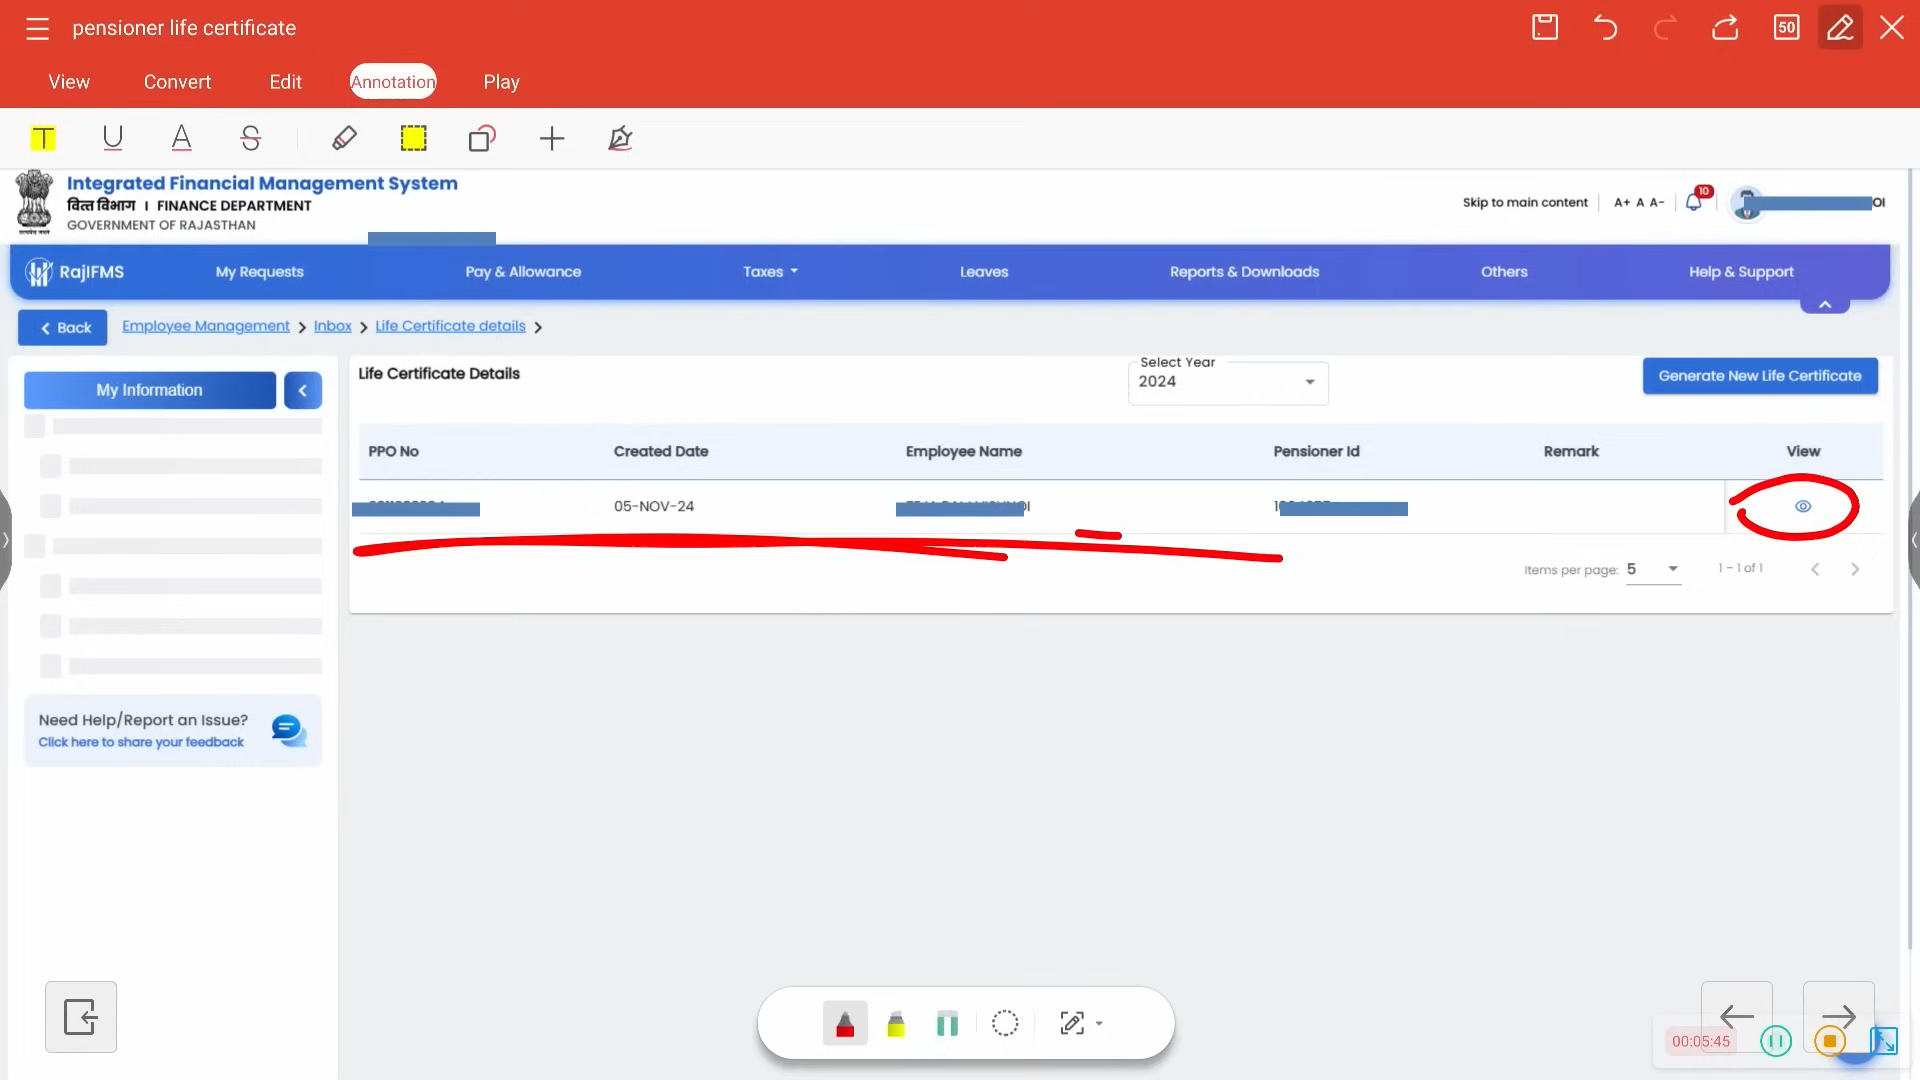 pensioner life certificate
50
View Convert Edit Annotation Play
T U A S
Integrated Financial Management System
वित्त विभाग I FINANCE DEPARTMENT
GOVERNMENT OF RAJASTHAN
Skip to main content A+ A A- 10 OI
RajIFMS My Requests Pay & Allowance Taxes Leaves Reports & Downloads Others Help & Support
Back Employee Management > Inbox > Life Certificate details >
My Information
Life Certificate Details
Select Year
2024
Generate New Life Certificate
PPO No Created Date Employee Name Pensioner Id Remark View
05-NOV-24
Items per page: 5 1 – 1 of 1
Need Help/Report an Issue?
Click here to share your feedback
00:05:45